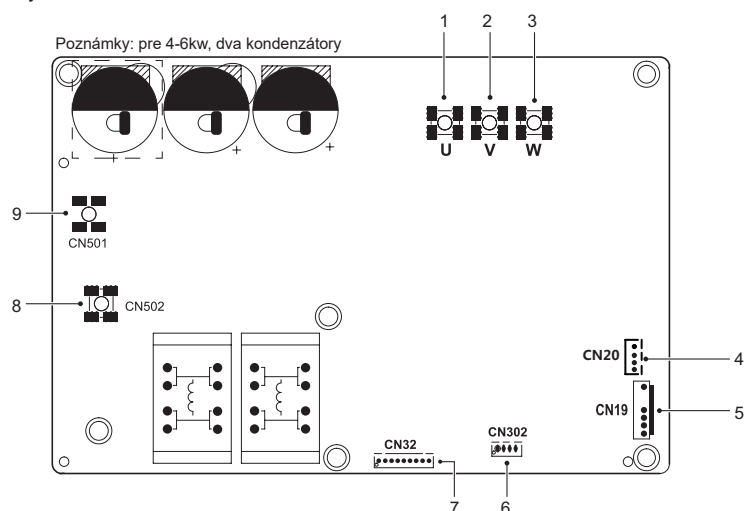 Poznámky: pre 4-6kw, dva kondenzátory
1 2 3
U V W
9
CN501
8 CN502
CN20 4
CN19 5
CN32 CN302
7 6